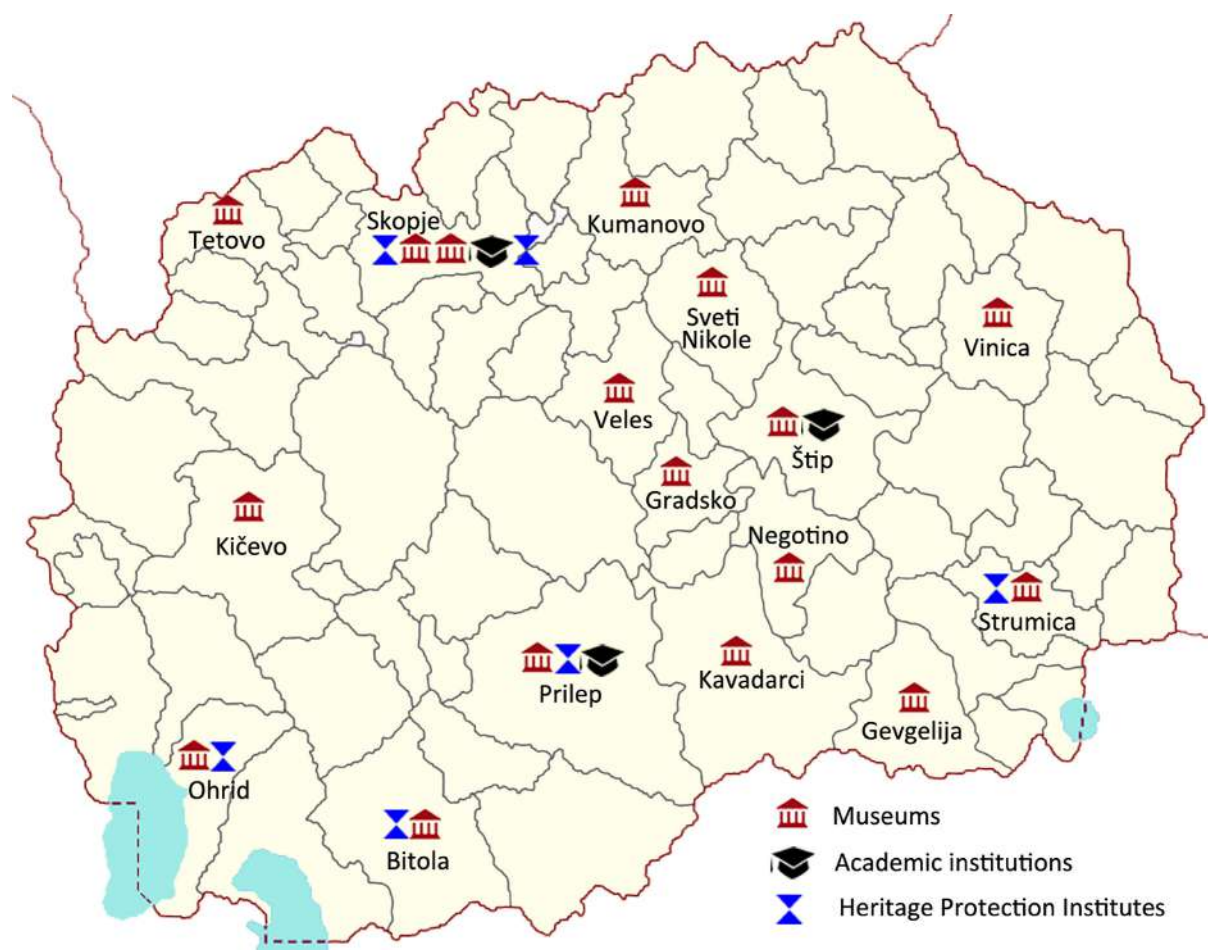 Skopje
Tetovo
Kumanovo
Sveti
Nikole
Vinica
Veles
Štip
Gradsko
Kičevo
Negotino
Strumica
Prilep
Kavadarci
Gevgelija
Ohrid
Bitola
Museums
Academic institutions
Heritage Protection Institutes